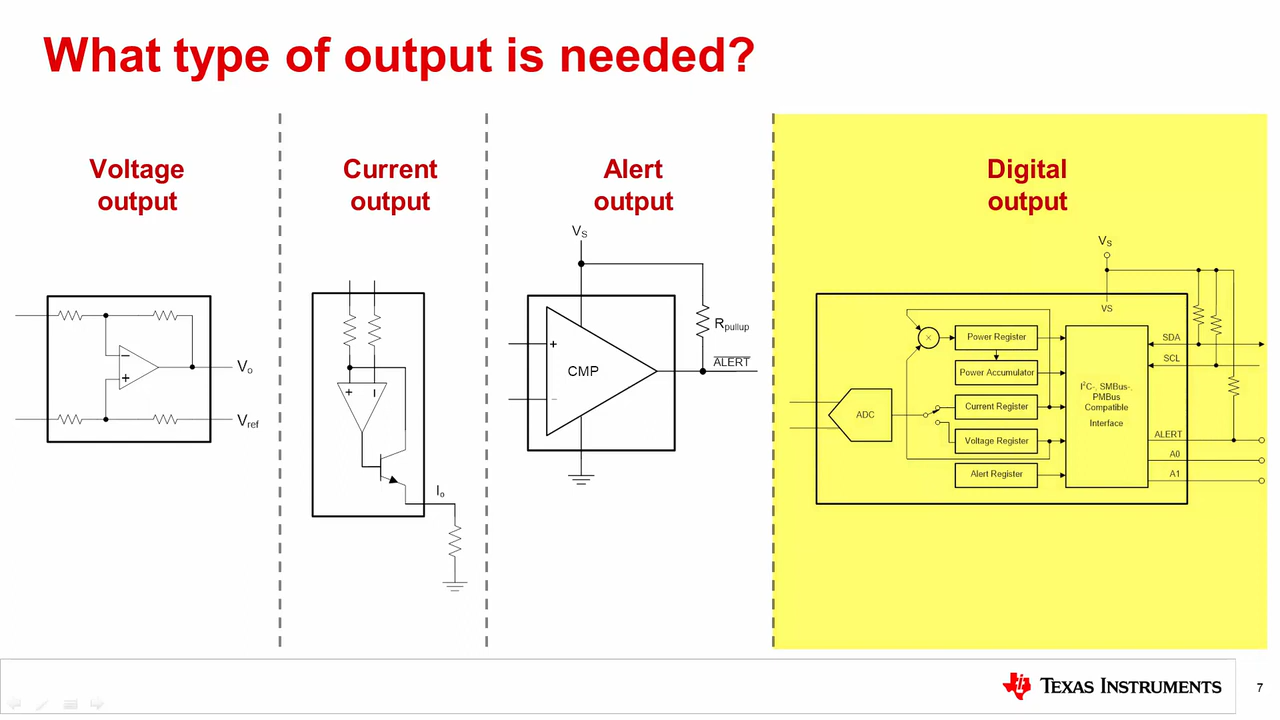 What type of output is needed?
Voltage
output
Current
output
Alert
output
Digital
output
−
+
Vo
Vref
+
−
Io
VS
+
−
CMP
Rpullup
ALERT
VS
VS
ADC
×
Power Register
Power Accumulator
Current Register
Voltage Register
Alert Register
I²C-, SMBus-,
PMBus
Compatible
Interface
SDA
SCL
ALERT
A0
A1
TEXAS INSTRUMENTS
7